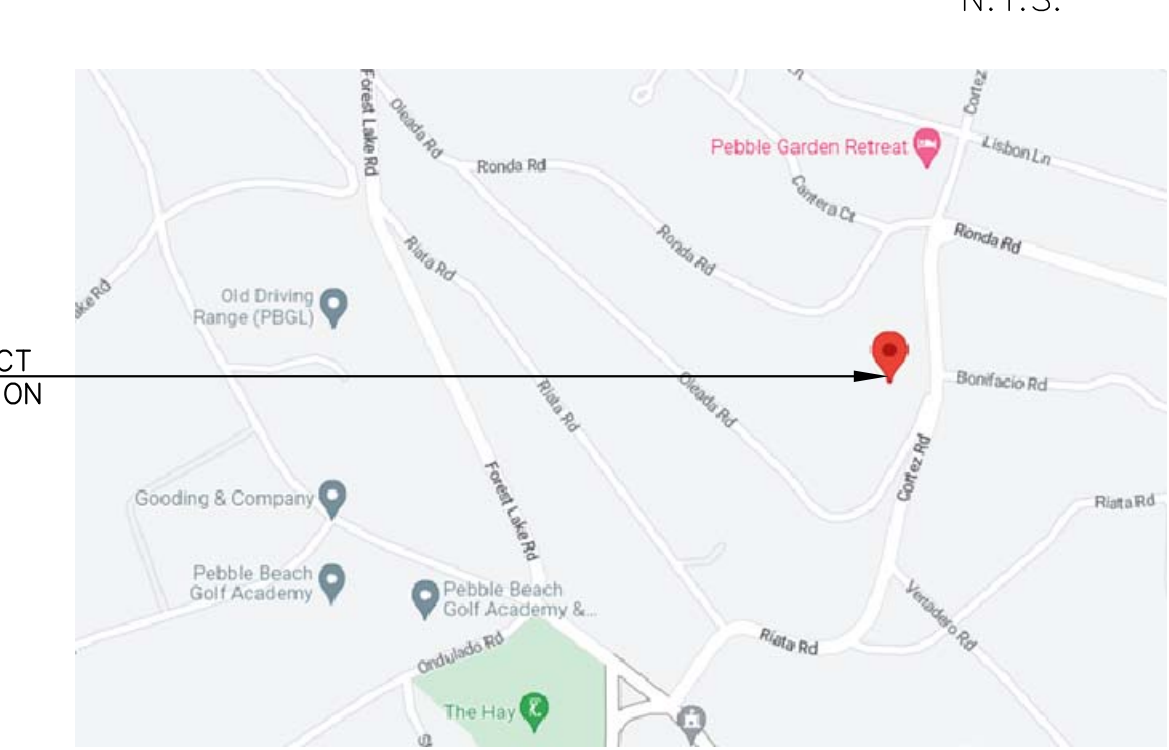 N.T.S.
Forest Lake Rd
Oleada Rd
Cortez
Ronda Rd
Pebble Garden Retreat
Lisbon Ln
Cantera Ct
Ronda Rd
Ronda Rd
Riata Rd
ake Rd
Old Driving
Range (PBGL)
CT
ON
Riata Rd
Oleada Rd
Bonifacio Rd
Cortez Rd
Forest Lake Rd
Gooding & Company
Riata Rd
Pebble Beach
Golf Academy
Pebble Beach
Golf Academy &...
Verladero Rd
Ondulado Rd
Riata Rd
The Hay